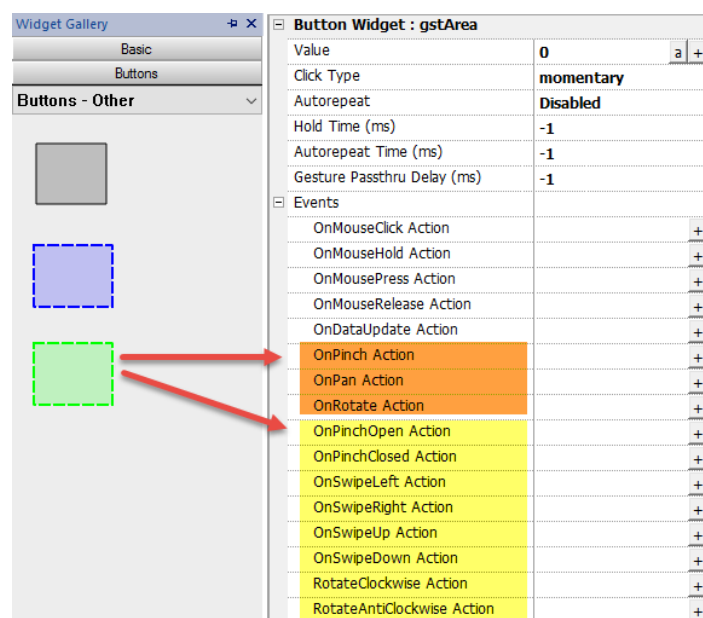 Widget Gallery
Basic
Buttons
Buttons - Other
Button Widget : gstArea
Value 0 a +
Click Type momentary
Autorepeat Disabled
Hold Time (ms) -1
Autorepeat Time (ms) -1
Gesture Passthru Delay (ms) -1
Events
OnMouseClick Action +
OnMouseHold Action +
OnMousePress Action +
OnMouseRelease Action +
OnDataUpdate Action +
OnPinch Action +
OnPan Action +
OnRotate Action +
OnPinchOpen Action +
OnPinchClosed Action +
OnSwipeLeft Action +
OnSwipeRight Action +
OnSwipeUp Action +
OnSwipeDown Action +
RotateClockwise Action +
RotateAntiClockwise Action +